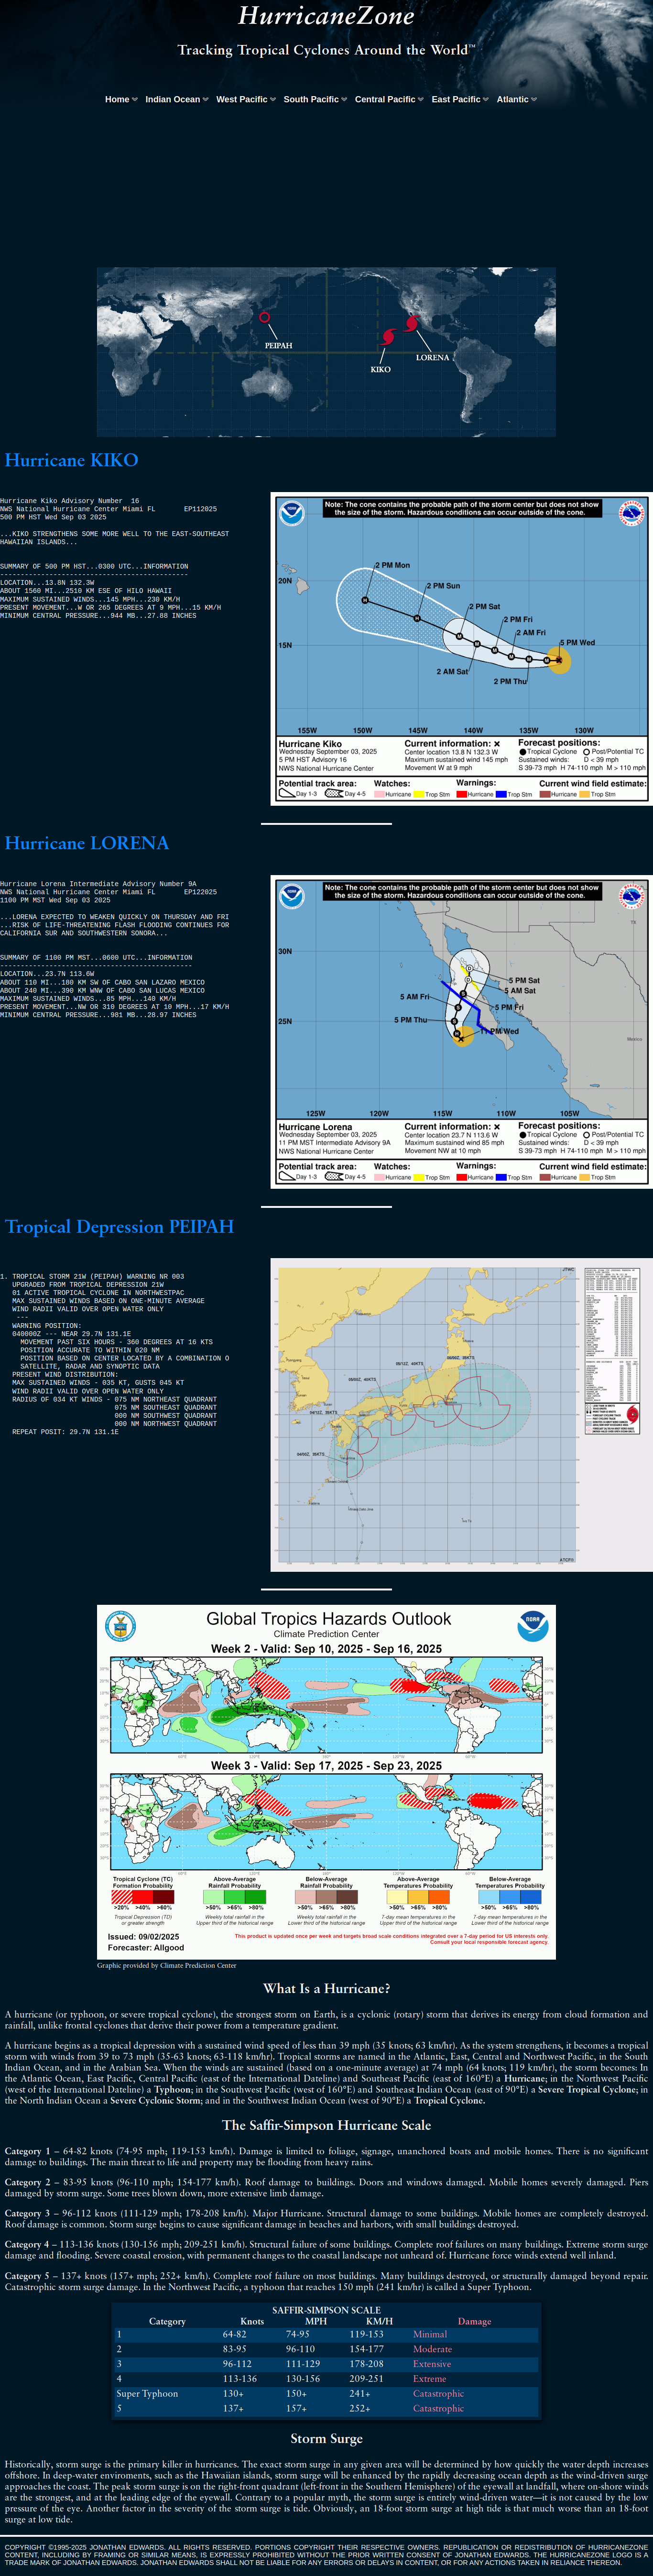 HurricaneZone
Tracking Tropical Cyclones Around the World™
Home Indian Ocean West Pacific South Pacific Central Pacific East Pacific Atlantic
PEIPAH
KIKO
LORENA
Hurricane KIKO
Hurricane Kiko Advisory Number 16
NWS National Hurricane Center Miami FL EP112025
500 PM HST Wed Sep 03 2025
...KIKO STRENGTHENS SOME MORE WELL TO THE EAST-SOUTHEAST
HAWAIIAN ISLANDS...
SUMMARY OF 500 PM HST...0300 UTC...INFORMATION
----------------------------------------------
LOCATION...13.8N 132.3W
ABOUT 1560 MI...2510 KM ESE OF HILO HAWAII
MAXIMUM SUSTAINED WINDS...145 MPH...230 KM/H
PRESENT MOVEMENT...W OR 265 DEGREES AT 9 MPH...15 KM/H
MINIMUM CENTRAL PRESSURE...944 MB...27.88 INCHES
Note: The cone contains the probable path of the storm center but does not show
the size of the storm. Hazardous conditions can occur outside of the cone.
2 PM Mon
20N
2 PM Sun
2 PM Sat
2 PM Fri
2 AM Fri
15N
5 PM Wed
2 AM Sat
2 PM Thu
155W 150W 145W 140W 135W 130W
Hurricane Kiko
Wednesday September 03, 2025
5 PM HST Advisory 16
NWS National Hurricane Center
Current information: x
Center location 13.8 N 132.3 W
Maximum sustained wind 145 mph
Movement W at 9 mph
Forecast positions:
Tropical Cyclone Post/Potential TC
Sustained winds: D < 39 mph
S 39-73 mph H 74-110 mph M > 110 mph
Potential track area: Watches: Warnings: Current wind field estimate:
Day 1-3 Day 4-5 Hurricane Trop Stm Hurricane Trop Stm Hurricane Trop Stm
Hurricane LORENA
Hurricane Lorena Intermediate Advisory Number 9A
NWS National Hurricane Center Miami FL EP122025
1100 PM MST Wed Sep 03 2025
...LORENA EXPECTED TO WEAKEN QUICKLY ON THURSDAY AND FRI
...RISK OF LIFE-THREATENING FLASH FLOODING CONTINUES FOR
CALIFORNIA SUR AND SOUTHWESTERN SONORA...
SUMMARY OF 1100 PM MST...0600 UTC...INFORMATION
-----------------------------------------------
LOCATION...23.7N 113.6W
ABOUT 110 MI...180 KM SW OF CABO SAN LAZARO MEXICO
ABOUT 240 MI...390 KM WNW OF CABO SAN LUCAS MEXICO
MAXIMUM SUSTAINED WINDS...85 MPH...140 KM/H
PRESENT MOVEMENT...NW OR 310 DEGREES AT 10 MPH...17 KM/H
MINIMUM CENTRAL PRESSURE...981 MB...28.97 INCHES
Note: The cone contains the probable path of the storm center but does not show
the size of the storm. Hazardous conditions can occur outside of the cone.
TX
30N
5 PM Sat
5 AM Sat
5 AM Fri
5 PM Fri
5 PM Thu
25N
11 PM Wed
Mexico
125W 120W 115W 110W 105W
Hurricane Lorena
Wednesday September 03, 2025
11 PM MST Intermediate Advisory 9A
NWS National Hurricane Center
Current information: x
Center location 23.7 N 113.6 W
Maximum sustained wind 85 mph
Movement NW at 10 mph
Forecast positions:
Tropical Cyclone Post/Potential TC
Sustained winds: D < 39 mph
S 39-73 mph H 74-110 mph M > 110 mph
Potential track area: Watches: Warnings: Current wind field estimate:
Day 1-3 Day 4-5 Hurricane Trop Stm Hurricane Trop Stm Hurricane Trop Stm
Tropical Depression PEIPAH
1. TROPICAL STORM 21W (PEIPAH) WARNING NR 003
UPGRADED FROM TROPICAL DEPRESSION 21W
01 ACTIVE TROPICAL CYCLONE IN NORTHWESTPAC
MAX SUSTAINED WINDS BASED ON ONE-MINUTE AVERAGE
WIND RADII VALID OVER OPEN WATER ONLY
---
WARNING POSITION:
040000Z --- NEAR 29.7N 131.1E
MOVEMENT PAST SIX HOURS - 360 DEGREES AT 16 KTS
POSITION ACCURATE TO WITHIN 020 NM
POSITION BASED ON CENTER LOCATED BY A COMBINATION O
SATELLITE, RADAR AND SYNOPTIC DATA
PRESENT WIND DISTRIBUTION:
MAX SUSTAINED WINDS - 035 KT, GUSTS 045 KT
WIND RADII VALID OVER OPEN WATER ONLY
RADIUS OF 034 KT WINDS - 075 NM NORTHEAST QUADRANT
075 NM SOUTHEAST QUADRANT
000 NM SOUTHWEST QUADRANT
000 NM NORTHWEST QUADRANT
REPEAT POSIT: 29.7N 131.1E
JTWC
ATCF®
Global Tropics Hazards Outlook
Climate Prediction Center
NOAA
Week 2 - Valid: Sep 10, 2025 - Sep 16, 2025
Week 3 - Valid: Sep 17, 2025 - Sep 23, 2025
Tropical Cyclone (TC)
Formation Probability
>20% >40% >60%
Tropical Depression (TD)
or greater strength
Above-Average
Rainfall Probability
>50% >65% >80%
Weekly total rainfall in the
Upper third of the historical range
Below-Average
Rainfall Probability
>50% >65% >80%
Weekly total rainfall in the
Lower third of the historical range
Above-Average
Temperatures Probability
>50% >65% >80%
7-day mean temperatures in the
Upper third of the historical range
Below-Average
Temperatures Probability
>50% >65% >80%
7-day mean temperatures in the
Lower third of the historical range
Issued: 09/02/2025
Forecaster: Allgood
This product is updated once per week and targets broad scale conditions integrated over a 7-day period for US interests only.
Consult your local responsible forecast agency.
Graphic provided by Climate Prediction Center
What Is a Hurricane?
A hurricane (or typhoon, or severe tropical cyclone), the strongest storm on Earth, is a cyclonic (rotary) storm that derives its energy from cloud formation and
rainfall, unlike frontal cyclones that derive their power from a temperature gradient.
A hurricane begins as a tropical depression with a sustained wind speed of less than 39 mph (35 knots; 63 km/hr). As the system strengthens, it becomes a tropical
storm with winds from 39 to 73 mph (35-63 knots; 63-118 km/hr). Tropical storms are named in the Atlantic, East, Central and Northwest Pacific, in the South
Indian Ocean, and in the Arabian Sea. When the winds are sustained (based on a one-minute average) at 74 mph (64 knots; 119 km/hr), the storm becomes: In
the Atlantic Ocean, East Pacific, Central Pacific (east of the International Dateline) and Southeast Pacific (east of 160°E) a Hurricane; in the Northwest Pacific
(west of the International Dateline) a Typhoon; in the Southwest Pacific (west of 160°E) and Southeast Indian Ocean (east of 90°E) a Severe Tropical Cyclone; in
the North Indian Ocean a Severe Cyclonic Storm; and in the Southwest Indian Ocean (west of 90°E) a Tropical Cyclone.
The Saffir-Simpson Hurricane Scale
Category 1 – 64-82 knots (74-95 mph; 119-153 km/hr). Damage is limited to foliage, signage, unanchored boats and mobile homes. There is no significant
damage to buildings. The main threat to life and property may be flooding from heavy rains.
Category 2 – 83-95 knots (96-110 mph; 154-177 km/hr). Roof damage to buildings. Doors and windows damaged. Mobile homes severely damaged. Piers
damaged by storm surge. Some trees blown down, more extensive limb damage.
Category 3 – 96-112 knots (111-129 mph; 178-208 km/hr). Major Hurricane. Structural damage to some buildings. Mobile homes are completely destroyed.
Roof damage is common. Storm surge begins to cause significant damage in beaches and harbors, with small buildings destroyed.
Category 4 – 113-136 knots (130-156 mph; 209-251 km/hr). Structural failure of some buildings. Complete roof failures on many buildings. Extreme storm surge
damage and flooding. Severe coastal erosion, with permanent changes to the coastal landscape not unheard of. Hurricane force winds extend well inland.
Category 5 – 137+ knots (157+ mph; 252+ km/hr). Complete roof failure on most buildings. Many buildings destroyed, or structurally damaged beyond repair.
Catastrophic storm surge damage. In the Northwest Pacific, a typhoon that reaches 150 mph (241 km/hr) is called a Super Typhoon.
SAFFIR-SIMPSON SCALE
Category Knots MPH KM/H Damage
1 64-82 74-95 119-153 Minimal
2 83-95 96-110 154-177 Moderate
3 96-112 111-129 178-208 Extensive
4 113-136 130-156 209-251 Extreme
Super Typhoon 130+ 150+ 241+ Catastrophic
5 137+ 157+ 252+ Catastrophic
Storm Surge
Historically, storm surge is the primary killer in hurricanes. The exact storm surge in any given area will be determined by how quickly the water depth increases
offshore. In deep-water enviroments, such as the Hawaiian islands, storm surge will be enhanced by the rapidly decreasing ocean depth as the wind-driven surge
approaches the coast. The peak storm surge is on the right-front quadrant (left-front in the Southern Hemisphere) of the eyewall at landfall, where on-shore winds
are the strongest, and at the leading edge of the eyewall. Contrary to a popular myth, the storm surge is entirely wind-driven water—it is not caused by the low
pressure of the eye. Another factor in the severity of the storm surge is tide. Obviously, an 18-foot storm surge at high tide is that much worse than an 18-foot
surge at low tide.
COPYRIGHT ©1995-2025 JONATHAN EDWARDS. ALL RIGHTS RESERVED. PORTIONS COPYRIGHT THEIR RESPECTIVE OWNERS. REPUBLICATION OR REDISTRIBUTION OF HURRICANEZONE
CONTENT, INCLUDING BY FRAMING OR SIMILAR MEANS, IS EXPRESSLY PROHIBITED WITHOUT THE PRIOR WRITTEN CONSENT OF JONATHAN EDWARDS. THE HURRICANEZONE LOGO IS A
TRADE MARK OF JONATHAN EDWARDS. JONATHAN EDWARDS SHALL NOT BE LIABLE FOR ANY ERRORS OR DELAYS IN CONTENT, OR FOR ANY ACTIONS TAKEN IN RELIANCE THEREON.